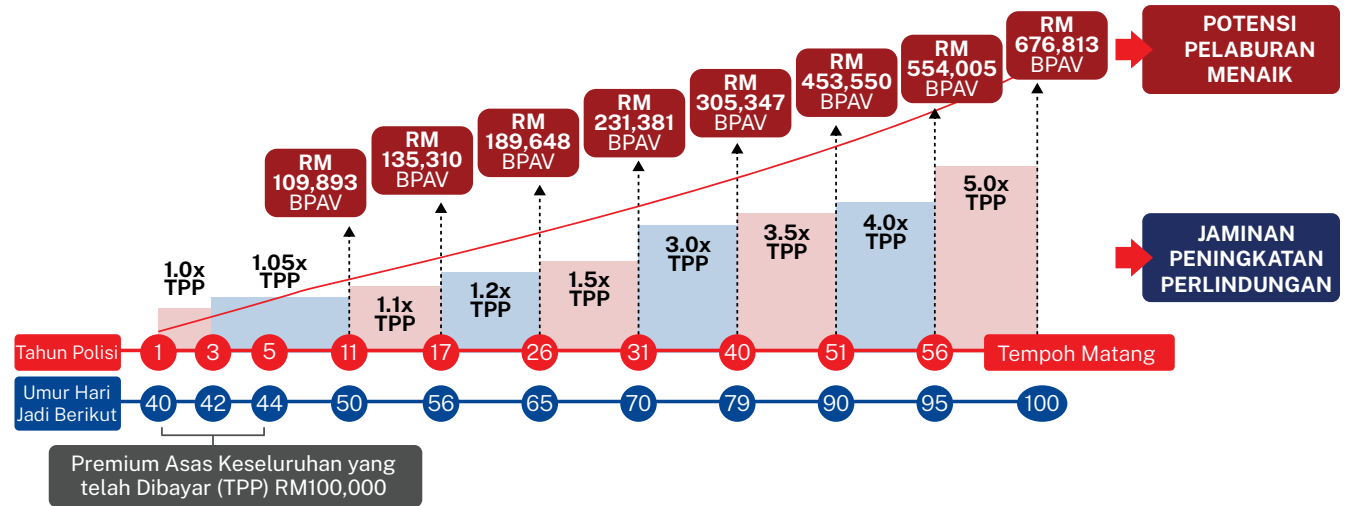 RM
109,893
BPAV
RM
135,310
BPAV
RM
189,648
BPAV
RM
231,381
BPAV
RM
305,347
BPAV
RM
453,550
BPAV
RM
554,005
BPAV
RM
676,813
BPAV
POTENSI
PELABURAN
MENAIK
1.0x
TPP
1.05x
TPP
1.1x
TPP
1.2x
TPP
1.5x
TPP
3.0x
TPP
3.5x
TPP
4.0x
TPP
5.0x
TPP
JAMINAN
PENINGKATAN
PERLINDUNGAN
Tahun Polisi 1 3 5 11 17 26 31 40 51 56 Tempoh Matang
Umur Hari
Jadi Berikut
40 42 44 50 56 65 70 79 90 95 100
Premium Asas Keseluruhan yang
telah Dibayar (TPP) RM100,000